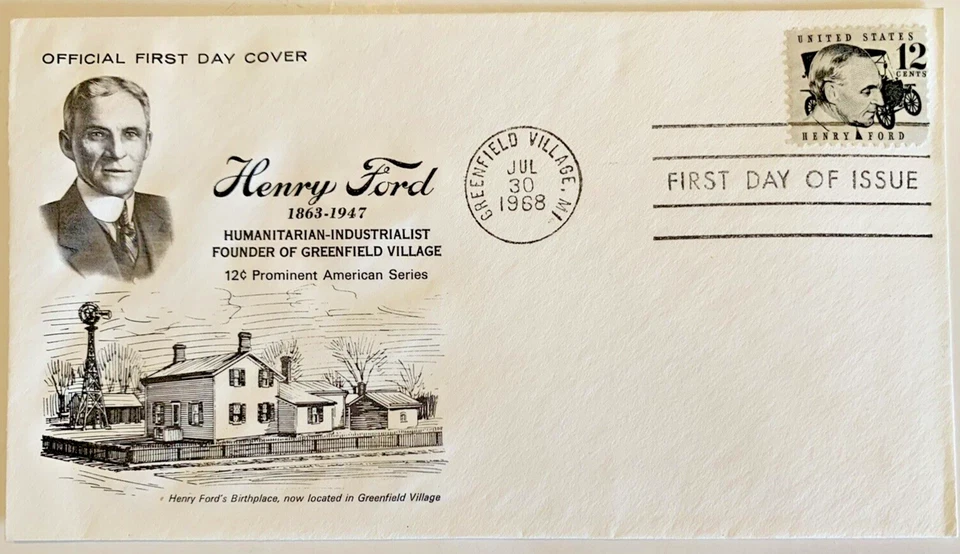 OFFICIAL FIRST DAY COVER
Henry Ford
1863-1947
HUMANITARIAN-INDUSTRIALIST
FOUNDER OF GREENFIELD VILLAGE
12¢ Prominent American Series
Henry Ford's Birthplace, now located in Greenfield Village
GREENFIELD VILLAGE, MI.
JUL
30
1968
UNITED STATES
12
CENTS
HENRY FORD
FIRST DAY OF ISSUE